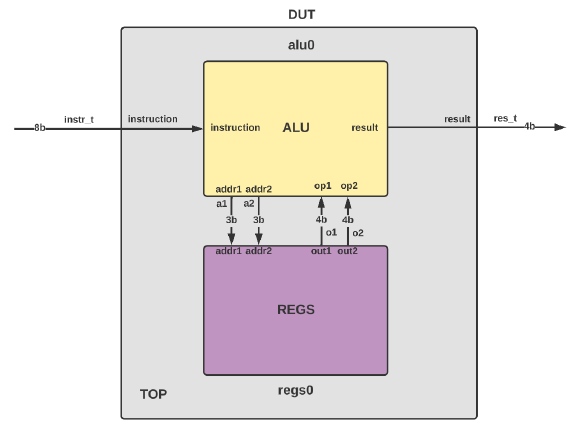 DUT
alu0
instr_t instruction result res_t
8b instruction ALU result 4b
addr1 addr2 op1 op2
a1 a2
3b 3b 4b 4b
o1 o2
addr1 addr2 out1 out2
REGS
TOP regs0